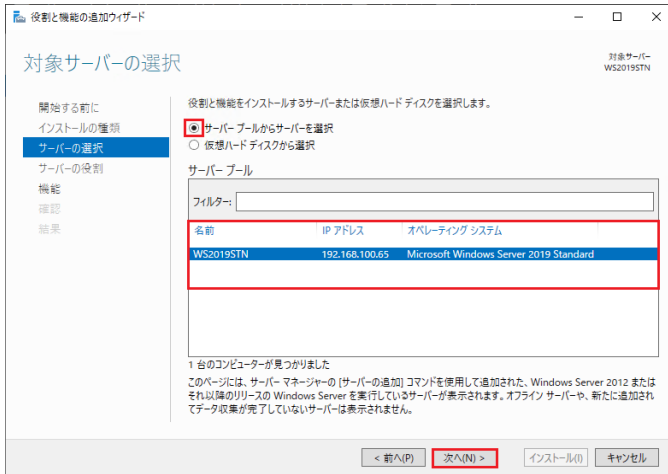 役割と機能の追加ウィザード
対象サーバーの選択
対象サーバー
WS2019STN
開始する前に
インストールの種類
サーバーの選択
サーバーの役割
機能
確認
結果
役割と機能をインストールするサーバーまたは仮想ハード ディスクを選択します。
サーバー プールからサーバーを選択
仮想ハード ディスクから選択
サーバー プール
フィルター:
名前 IP アドレス オペレーティング システム
WS2019STN 192.168.100.65 Microsoft Windows Server 2019 Standard
1 台のコンピューターが見つかりました
このページには、サーバー マネージャーの [サーバーの追加] コマンドを使用して追加された、Windows Server 2012 または
それ以降のリリースの Windows Server を実行しているサーバーが表示されます。オフライン サーバーや、新たに追加され
てデータ収集が完了していないサーバーは表示されません。
< 前へ(P) 次へ(N) > インストール(I) キャンセル